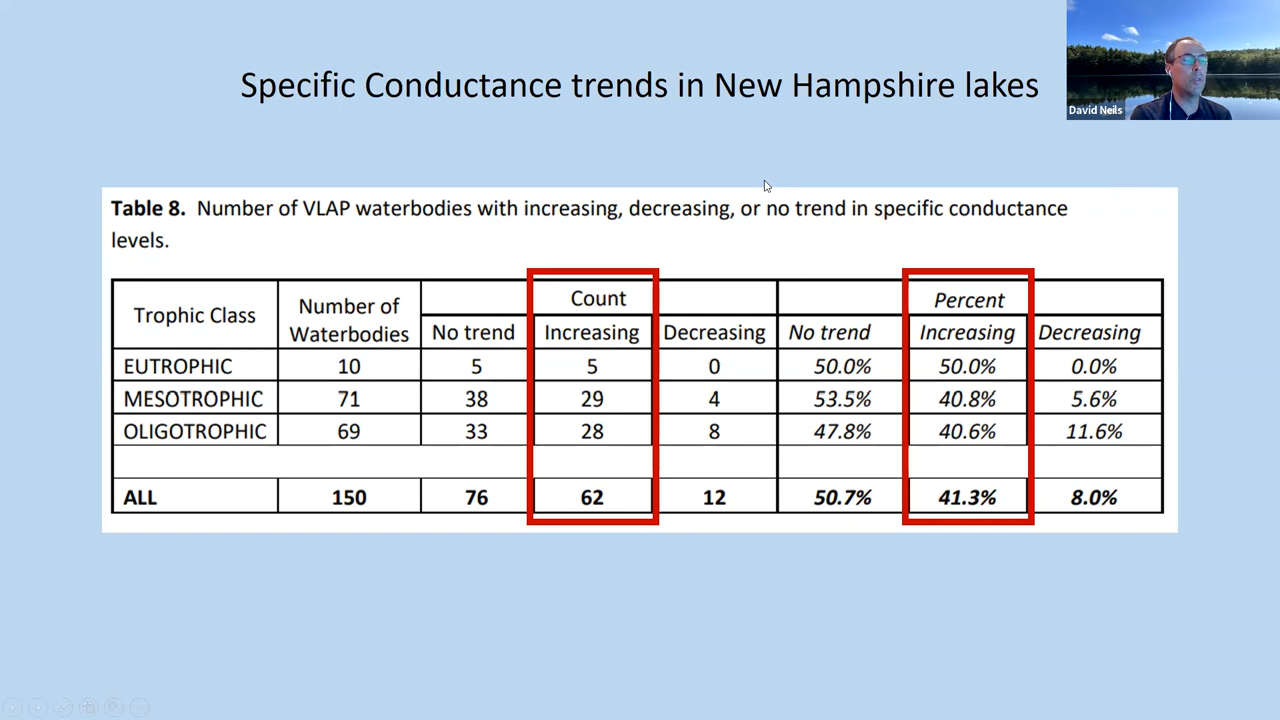 Specific Conductance trends in New Hampshire lakes
David Neils
Table 8. Number of VLAP waterbodies with increasing, decreasing, or no trend in specific conductance
levels.
Trophic Class Number of Waterbodies Count Percent
No trend Increasing Decreasing No trend Increasing Decreasing
EUTROPHIC 10 5 5 0 50.0% 50.0% 0.0%
MESOTROPHIC 71 38 29 4 53.5% 40.8% 5.6%
OLIGOTROPHIC 69 33 28 8 47.8% 40.6% 11.6%
ALL 150 76 62 12 50.7% 41.3% 8.0%